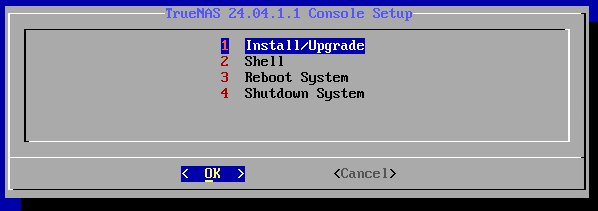 TrueNAS 24.04.1.1 Console Setup
1 Install/Upgrade
2 Shell
3 Reboot System
4 Shutdown System
< OK > <Cancel>